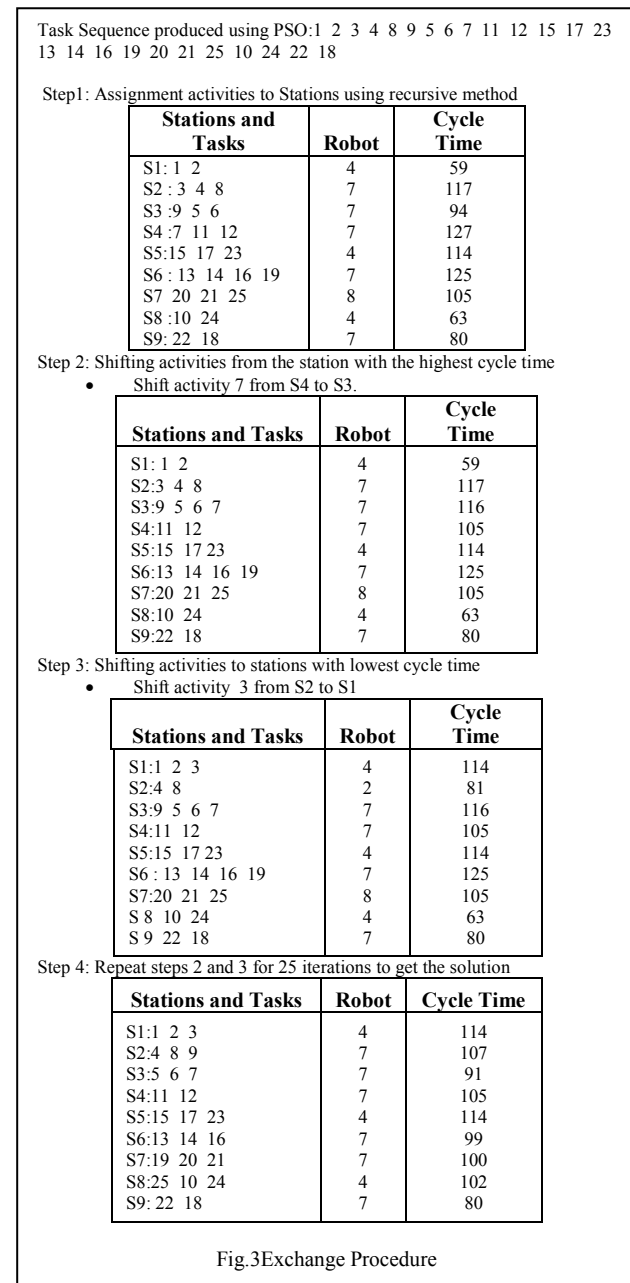 Task Sequence produced using PSO:1 2 3 4 8 9 5 6 7 11 12 15 17 23
13 14 16 19 20 21 25 10 24 22 18
Step1: Assignment activities to Stations using recursive method
Stations and Tasks Robot Cycle Time
S1: 1 2 4 59
S2 : 3 4 8 7 117
S3 :9 5 6 7 94
S4 :7 11 12 7 127
S5:15 17 23 4 114
S6 : 13 14 16 19 7 125
S7 20 21 25 8 105
S8 :10 24 4 63
S9: 22 18 7 80
Step 2: Shifting activities from the station with the highest cycle time
• Shift activity 7 from S4 to S3.
Stations and Tasks Robot Cycle Time
S1: 1 2 4 59
S2:3 4 8 7 117
S3:9 5 6 7 7 116
S4:11 12 7 105
S5:15 17 23 4 114
S6:13 14 16 19 7 125
S7:20 21 25 8 105
S8:10 24 4 63
S9:22 18 7 80
Step 3: Shifting activities to stations with lowest cycle time
• Shift activity 3 from S2 to S1
Stations and Tasks Robot Cycle Time
S1:1 2 3 4 114
S2:4 8 2 81
S3:9 5 6 7 7 116
S4:11 12 7 105
S5:15 17 23 4 114
S6 : 13 14 16 19 7 125
S7:20 21 25 8 105
S 8 10 24 4 63
S 9 22 18 7 80
Step 4: Repeat steps 2 and 3 for 25 iterations to get the solution
Stations and Tasks Robot Cycle Time
S1:1 2 3 4 114
S2:4 8 9 7 107
S3:5 6 7 7 91
S4:11 12 7 105
S5:15 17 23 4 114
S6:13 14 16 7 99
S7:19 20 21 7 100
S8:25 10 24 4 102
S9: 22 18 7 80
Fig.3Exchange Procedure